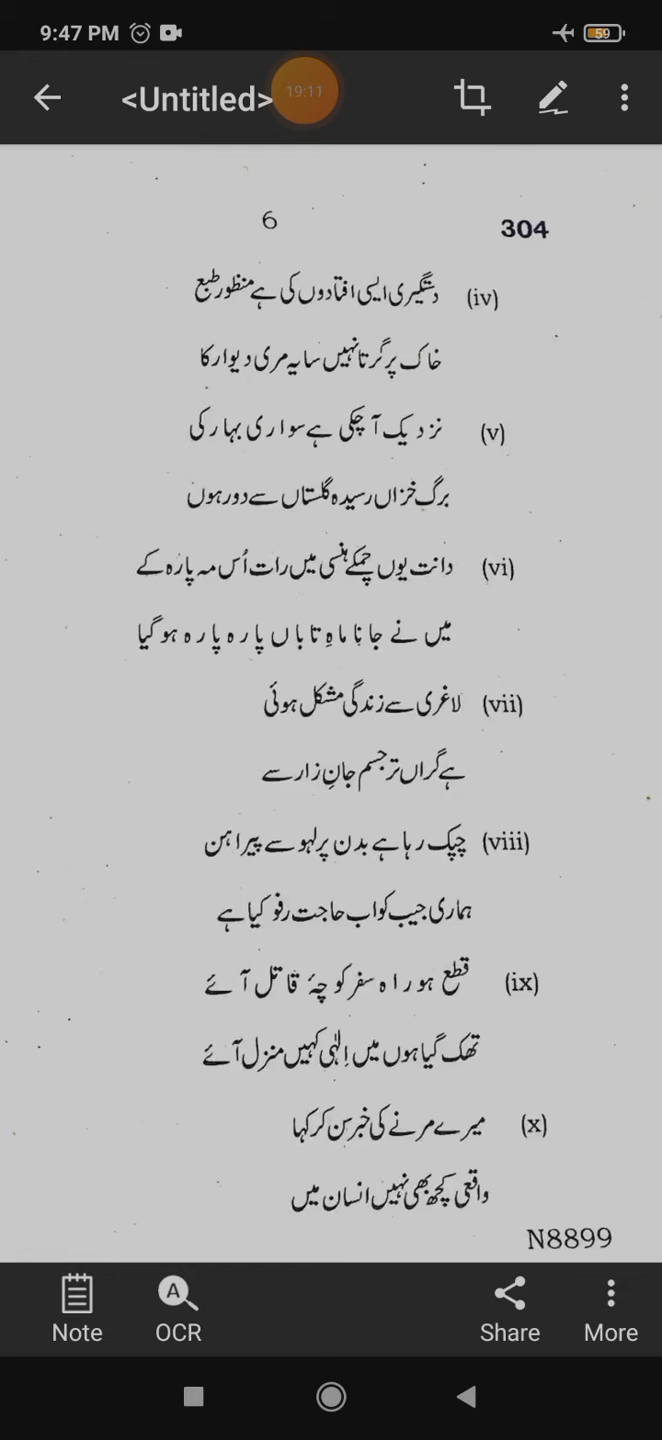 9:47 PM
59
<Untitled>
19:11
6
304
(iv) دستگیری ایسی افتادوں کی ہے منظور طبع
خاک پر گرتا نہیں سایہ مری دیوار کا
(v) نزدیک آ چکی ہے سواری بہار کی
برگ خزاں رسیدہ گلستاں سے دور ہوں
(vi) دانت یوں چمکے ہنسی میں رات اُس مہ پارہ کے
میں نے جانا ماہِ تاباں پارہ پارہ ہو گیا
(vii) لاغری سے زندگی مشکل ہوئی
ہے گراں تر جسم جانِ زار سے
(viii) چپک رہا ہے بدن پر لہو سے پیراہن
ہماری جیب کو اب حاجت رفو کیا ہے
(ix) قطع ہو راہ سفر کوچۂ قاتل آئے
تھک گیا ہوں میں اِلٰہی کہیں منزل آئے
(x) میرے مرنے کی خبر سن کر کہا
واقعی کچھ بھی نہیں انسان میں
N8899
Note
OCR
Share
More